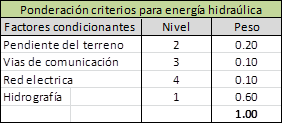 Ponderación criterios para energía hidraúlica
Factores condicionantes Nivel Peso
Pendiente del terreno 2 0.20
Vias de comunicación 3 0.10
Red electrica 4 0.10
Hidrografía 1 0.60
1.00